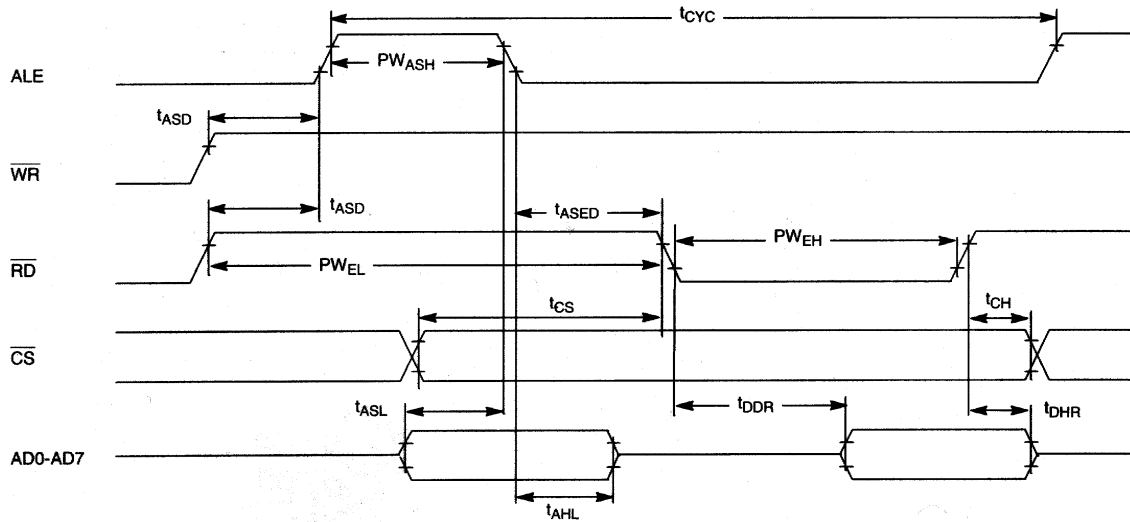 tCYC
ALE
PWASH
tASD
WR
tASD
tASED
RD
PWEL
PWEH
tCS
tCH
CS
tASL
tDDR
tDHR
AD0-AD7
tAHL